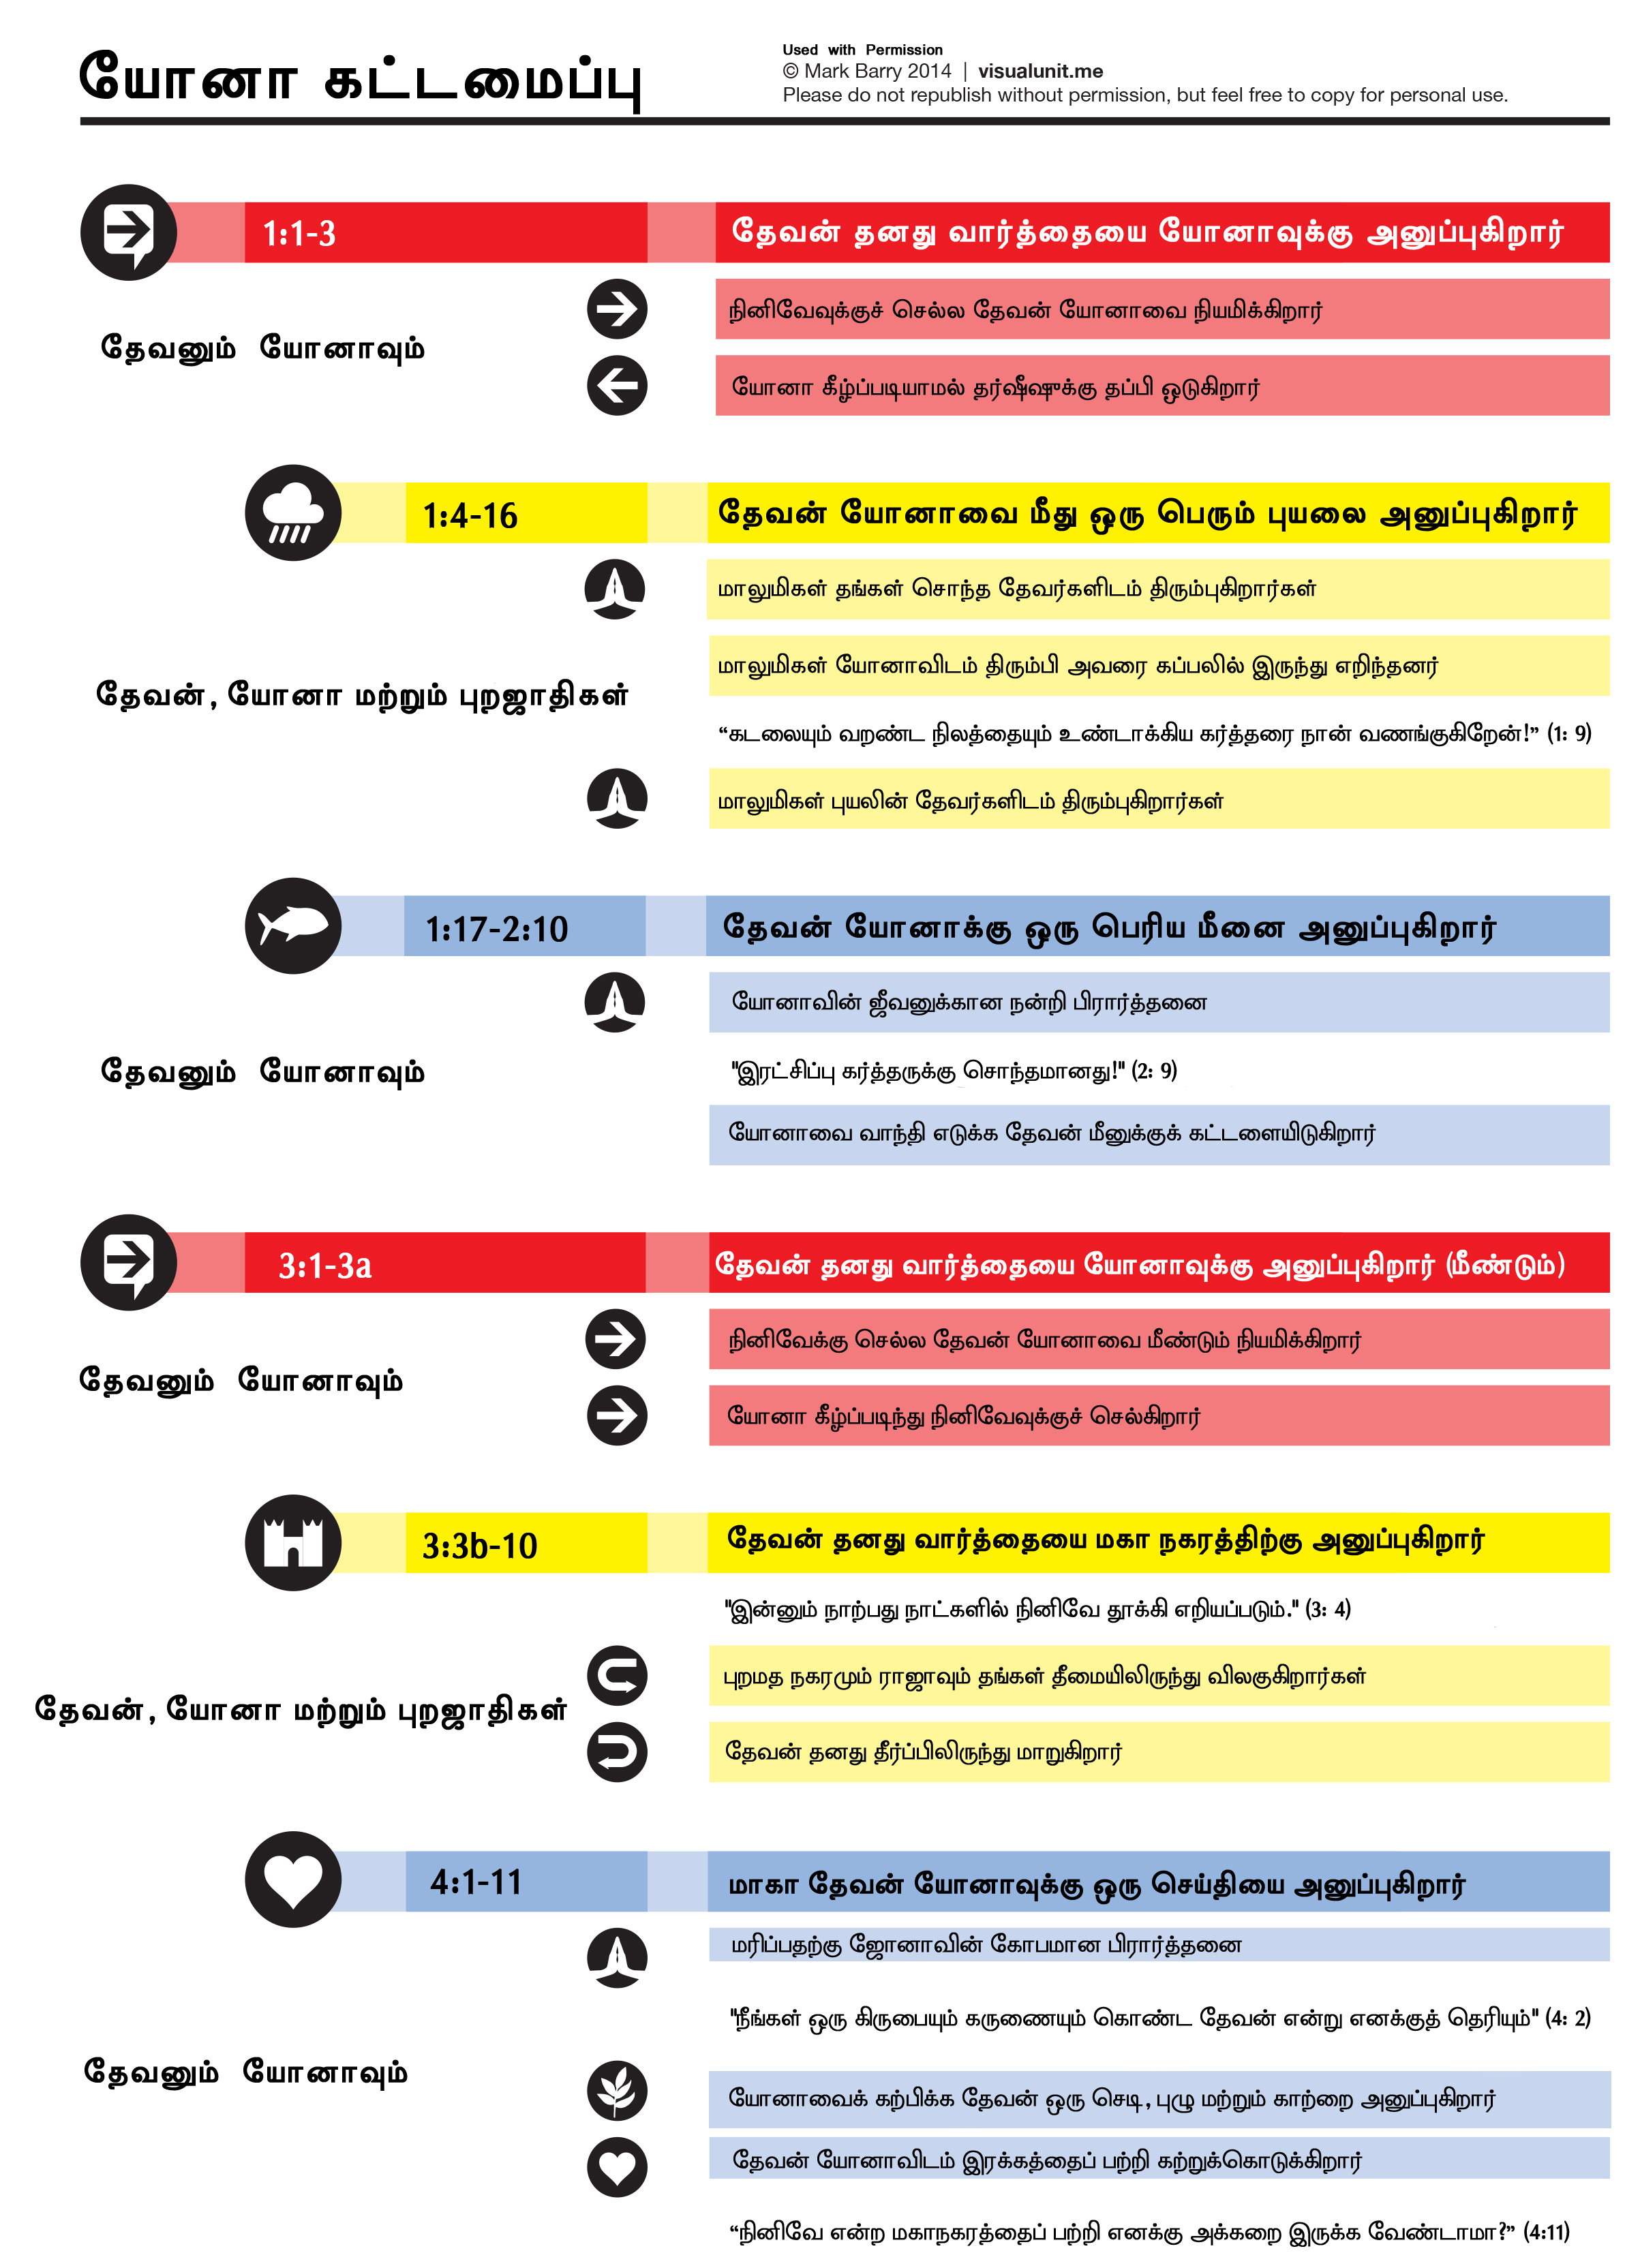 யோனா கட்டமைப்பு
Used with Permission
© Mark Barry 2014 | visualunit.me
Please do not republish without permission, but feel free to copy for personal use.
1:1-3 தேவன் தனது வார்த்தையை யோனாவுக்கு அனுப்புகிறார்
நினிவேவுக்குச் செல்ல தேவன் யோனாவை நியமிக்கிறார்
தேவனும் யோனாவும்
யோனா கீழ்ப்படியாமல் தர்ஷீஷுக்கு தப்பி ஒடுகிறார்
1:4-16 தேவன் யோனாவை மீது ஒரு பெரும் புயலை அனுப்புகிறார்
மாலுமிகள் தங்கள் சொந்த தேவர்களிடம் திரும்புகிறார்கள்
மாலுமிகள் யோனாவிடம் திரும்பி அவரை கப்பலில் இருந்து எறிந்தனர்
தேவன், யோனா மற்றும் புறஜாதிகள்
“கடலையும் வறண்ட நிலத்தையும் உண்டாக்கிய கர்த்தரை நான் வணங்குகிறேன்!” (1: 9)
மாலுமிகள் புயலின் தேவர்களிடம் திரும்புகிறார்கள்
1:17-2:10 தேவன் யோனாக்கு ஒரு பெரிய மீனை அனுப்புகிறார்
யோனாவின் ஜீவனுக்கான நன்றி பிரார்த்தனை
தேவனும் யோனாவும்
"இரட்சிப்பு கர்த்தருக்கு சொந்தமானது!" (2: 9)
யோனாவை வாந்தி எடுக்க தேவன் மீனுக்குக் கட்டளையிடுகிறார்
3:1-3a தேவன் தனது வார்த்தையை யோனாவுக்கு அனுப்புகிறார் (மீண்டும்)
நினிவேக்கு செல்ல தேவன் யோனாவை மீண்டும் நியமிக்கிறார்
தேவனும் யோனாவும்
யோனா கீழ்ப்படிந்து நினிவேவுக்குச் செல்கிறார்
3:3b-10 தேவன் தனது வார்த்தையை மகா நகரத்திற்கு அனுப்புகிறார்
"இன்னும் நாற்பது நாட்களில் நினிவே தூக்கி எறியப்படும்." (3: 4)
புறமத நகரமும் ராஜாவும் தங்கள் தீமையிலிருந்து விலகுகிறார்கள்
தேவன், யோனா மற்றும் புறஜாதிகள்
தேவன் தனது தீர்ப்பிலிருந்து மாறுகிறார்
4:1-11 மாகா தேவன் யோனாவுக்கு ஒரு செய்தியை அனுப்புகிறார்
மரிப்பதற்கு ஜோனாவின் கோபமான பிரார்த்தனை
"நீங்கள் ஒரு கிருபையும் கருணையும் கொண்ட தேவன் என்று எனக்குத் தெரியும்" (4: 2)
தேவனும் யோனாவும்
யோனாவைக் கற்பிக்க தேவன் ஒரு செடி, புழு மற்றும் காற்றை அனுப்புகிறார்
தேவன் யோனாவிடம் இரக்கத்தைப் பற்றி கற்றுக்கொடுக்கிறார்
“நினிவே என்ற மகாநகரத்தைப் பற்றி எனக்கு அக்கறை இருக்க வேண்டாமா?” (4:11)